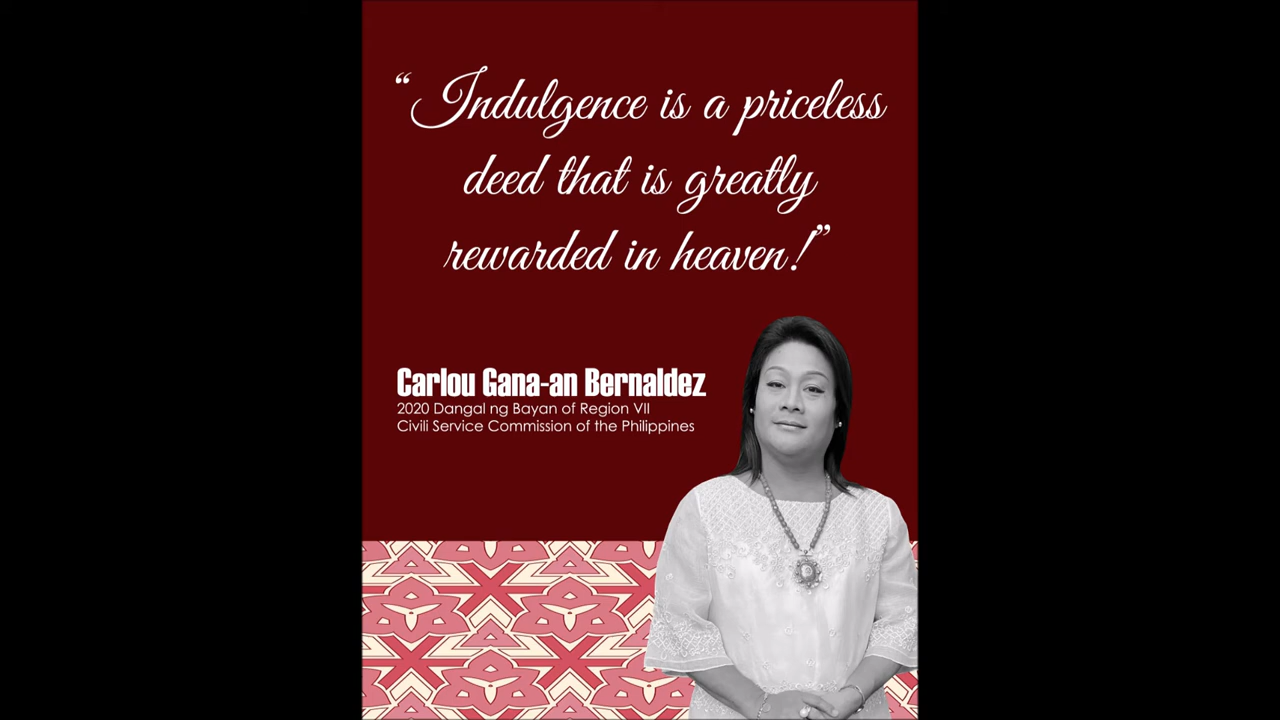 “Indulgence is a priceless
deed that is greatly
rewarded in heaven!”
Carlou Gana-an Bernaldez
2020 Dangal ng Bayan of Region VII
Civili Service Commission of the Philippines